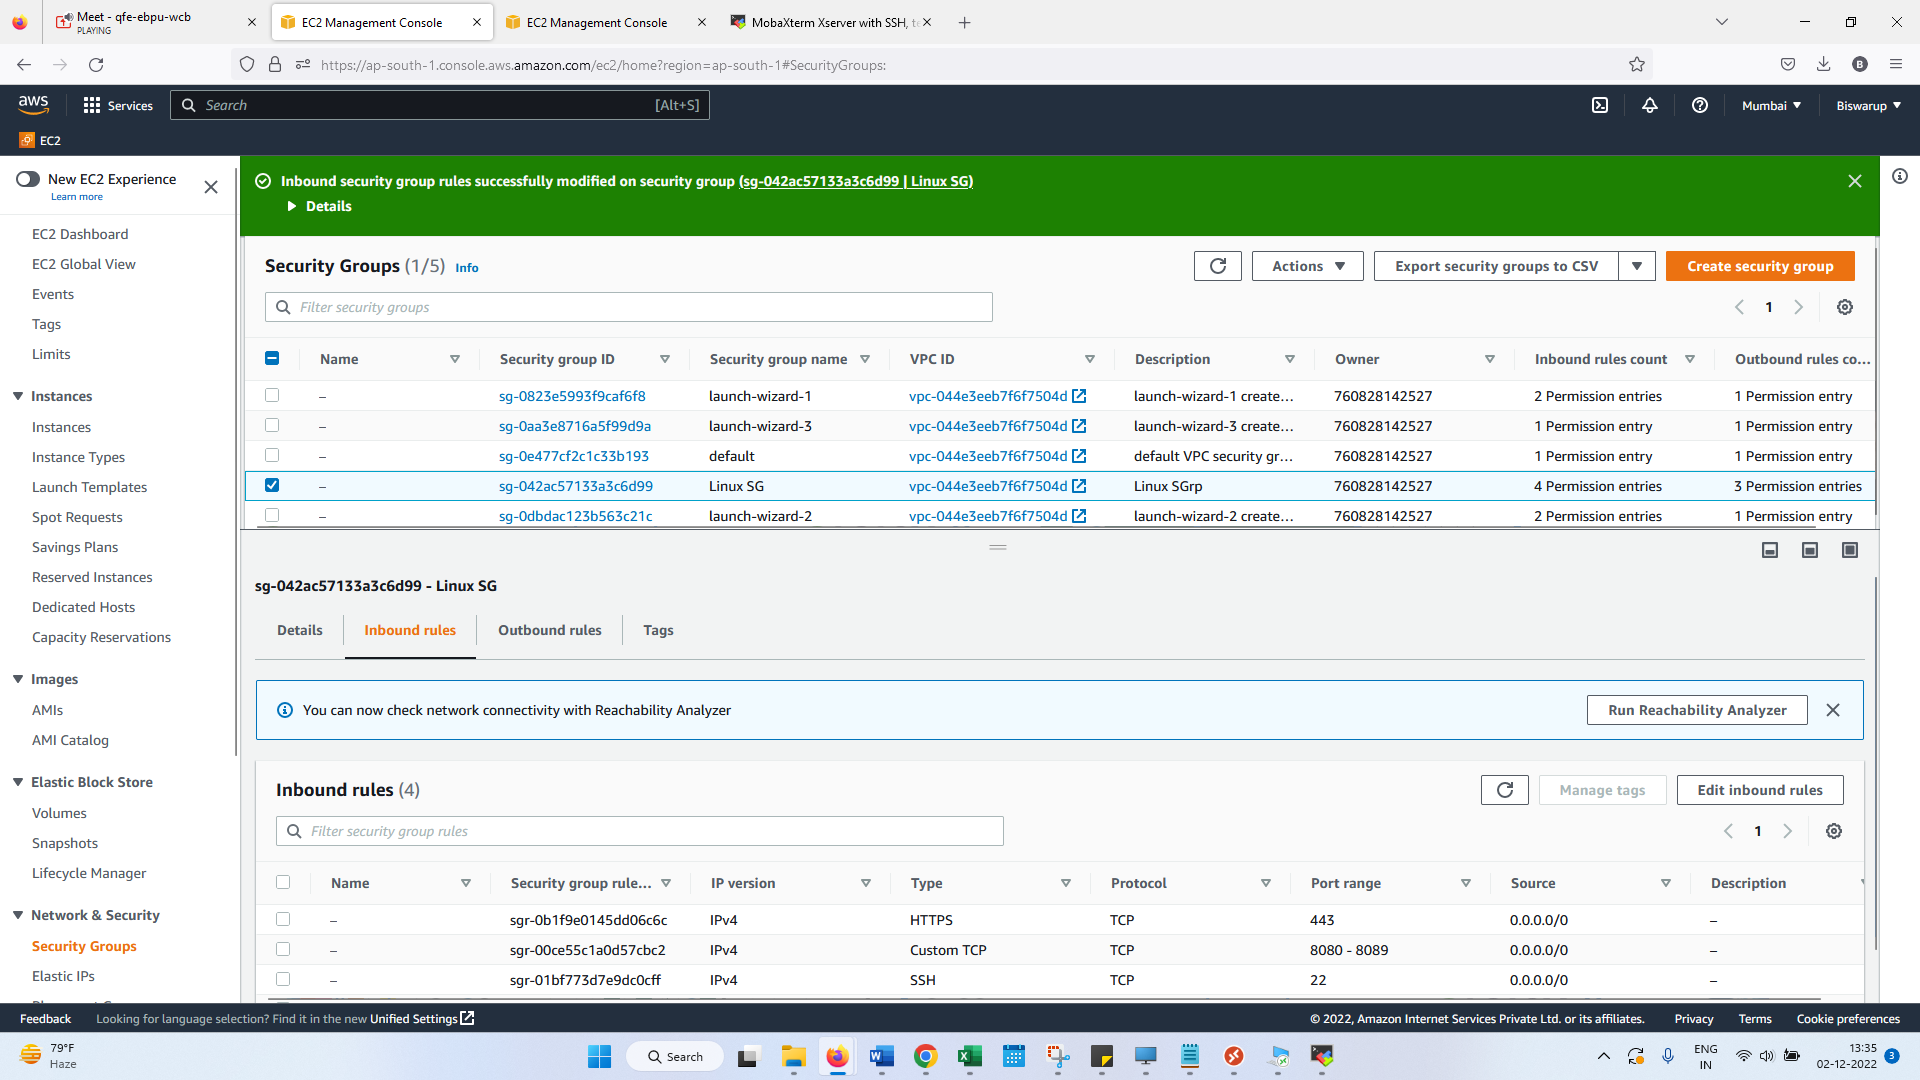 Meet - qfe-ebpu-wcb
PLAYING
EC2 Management Console
EC2 Management Console
MobaXterm Xserver with SSH, te
https://ap-south-1.console.aws.amazon.com/ec2/home?region=ap-south-1#SecurityGroups:
B
aws
Services
Search
[Alt+S]
Mumbai
Biswarup
EC2
New EC2 Experience
Learn more
EC2 Dashboard
EC2 Global View
Events
Tags
Limits
Instances
Instances
Instance Types
Launch Templates
Spot Requests
Savings Plans
Reserved Instances
Dedicated Hosts
Capacity Reservations
Images
AMIs
AMI Catalog
Elastic Block Store
Volumes
Snapshots
Lifecycle Manager
Network & Security
Security Groups
Elastic IPs
Inbound security group rules successfully modified on security group (sg-042ac57133a3c6d99 | Linux SG)
Details
Security Groups (1/5) Info
Actions
Export security groups to CSV
Create security group
Filter security groups
1
Name Security group ID Security group name VPC ID Description Owner Inbound rules count Outbound rules co...
– sg-0823e5993f9caf6f8 launch-wizard-1 vpc-044e3eeb7f6f7504d launch-wizard-1 create... 760828142527 2 Permission entries 1 Permission entry
– sg-0aa3e8716a5f99d9a launch-wizard-3 vpc-044e3eeb7f6f7504d launch-wizard-3 create... 760828142527 1 Permission entry 1 Permission entry
– sg-0e477cf2c1c33b193 default vpc-044e3eeb7f6f7504d default VPC security gr... 760828142527 1 Permission entry 1 Permission entry
– sg-042ac57133a3c6d99 Linux SG vpc-044e3eeb7f6f7504d Linux SGrp 760828142527 4 Permission entries 3 Permission entries
– sg-0dbdac123b563c21c launch-wizard-2 vpc-044e3eeb7f6f7504d launch-wizard-2 create... 760828142527 2 Permission entries 1 Permission entry
sg-042ac57133a3c6d99 - Linux SG
Details
Inbound rules
Outbound rules
Tags
You can now check network connectivity with Reachability Analyzer
Run Reachability Analyzer
Inbound rules (4)
Manage tags
Edit inbound rules
Filter security group rules
1
Name Security group rule... IP version Type Protocol Port range Source Description
– sgr-0b1f9e0145dd06c6c IPv4 HTTPS TCP 443 0.0.0.0/0 –
– sgr-00ce55c1a0d57cbc2 IPv4 Custom TCP TCP 8080 - 8089 0.0.0.0/0 –
– sgr-01bf773d7e9dc0cff IPv4 SSH TCP 22 0.0.0.0/0 –
Feedback
Looking for language selection? Find it in the new Unified Settings
© 2022, Amazon Internet Services Private Ltd. or its affiliates.
Privacy
Terms
Cookie preferences
79°F
Haze
Search
ENG
IN
13:35
02-12-2022
3